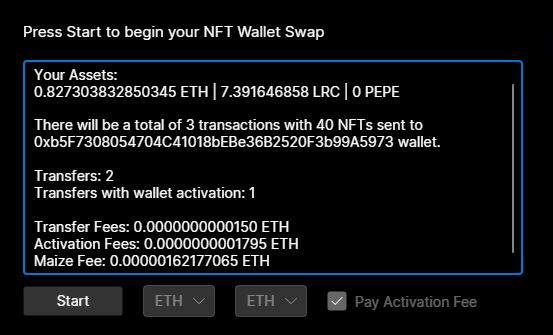 Press Start to begin your NFT Wallet Swap
Your Assets:
0.827303832850345 ETH | 7.391646858 LRC | 0 PEPE
There will be a total of 3 transactions with 40 NFTs sent to
0xb5F7308054704C41018bEBe36B2520F3b99A5973 wallet.
Transfers: 2
Transfers with wallet activation: 1
Transfer Fees: 0.0000000000150 ETH
Activation Fees: 0.0000000001795 ETH
Maize Fee: 0.00000162177065 ETH
Start ETH ETH Pay Activation Fee